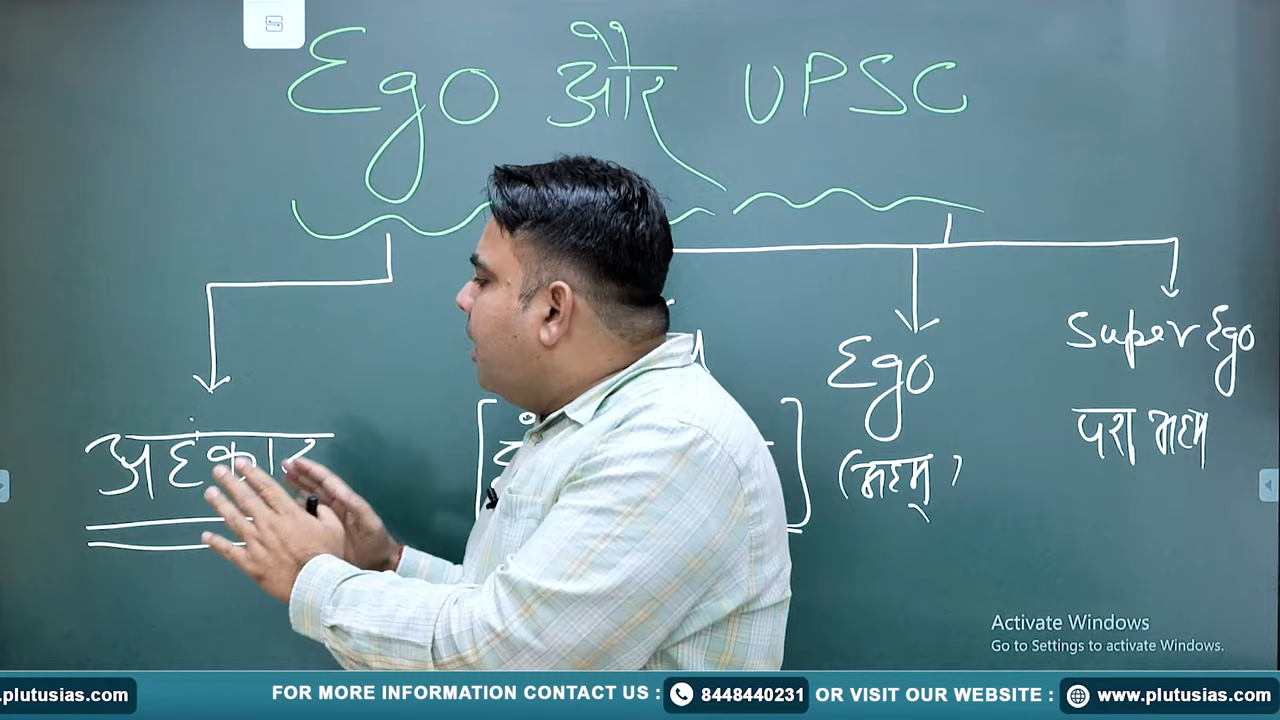 Ego और UPSC
अहंकार
Ego
(अहम्)
Super Ego
परा अहम्
Activate Windows
Go to Settings to activate Windows.
.plutusias.com
FOR MORE INFORMATION CONTACT US : 8448440231 OR VISIT OUR WEBSITE : www.plutusias.com